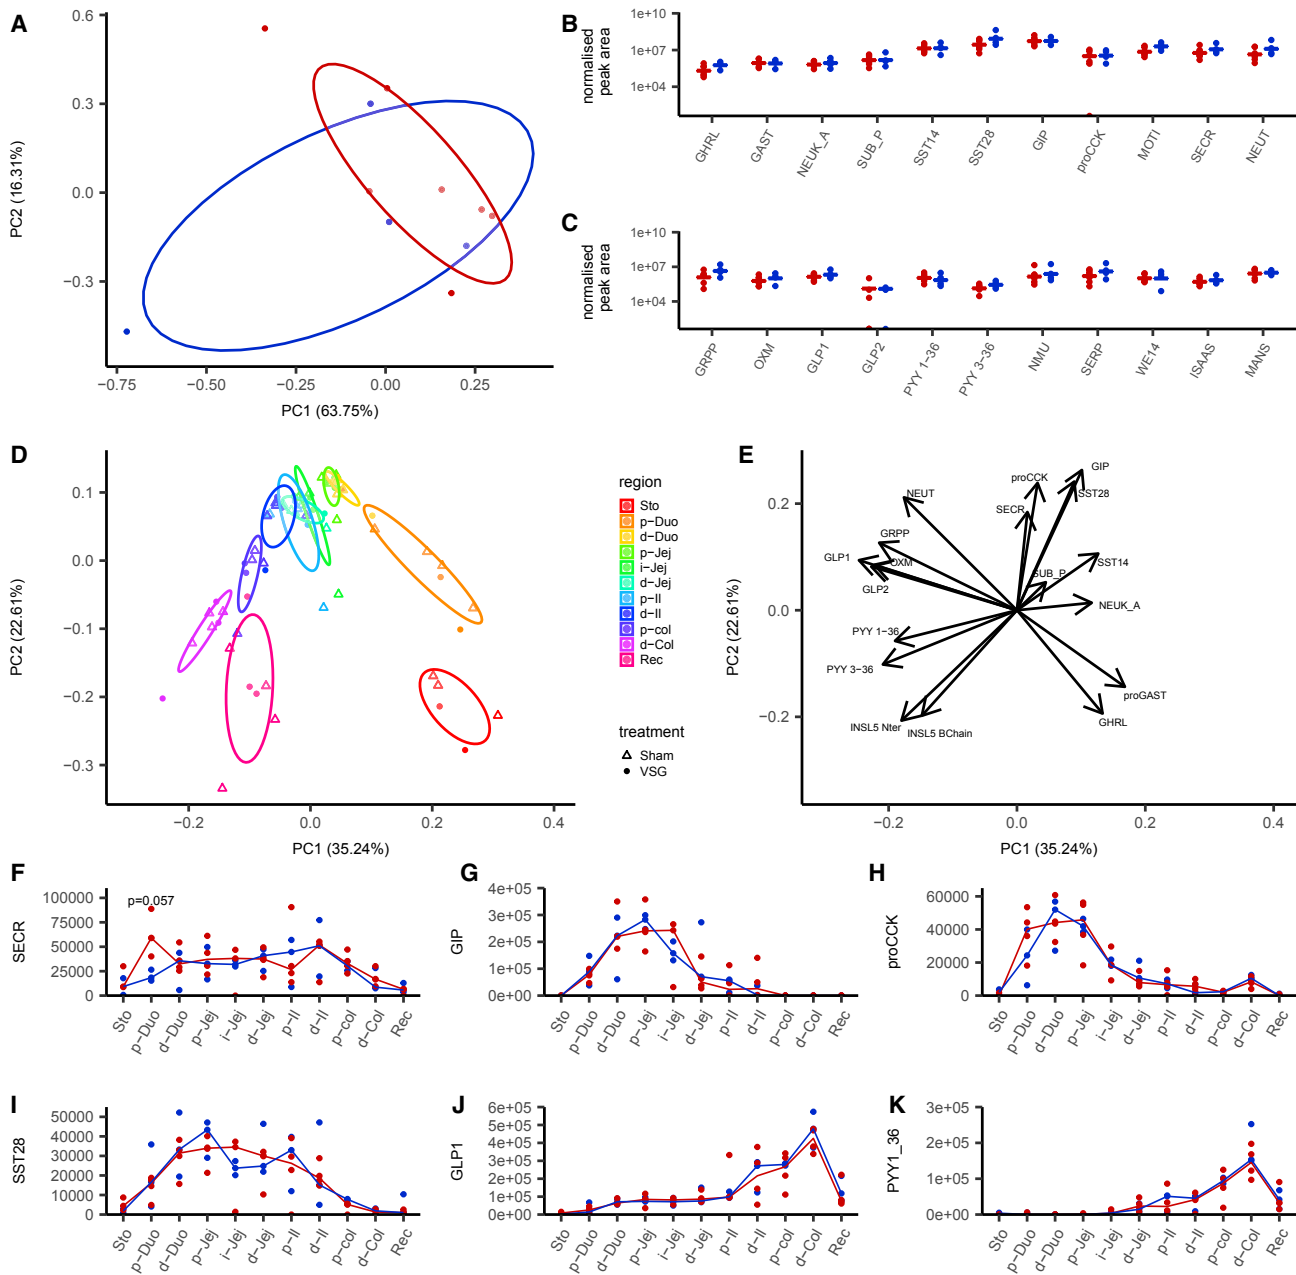 A
0.6
0.3
0.0
−0.3
PC2 (16.31%)
−0.75
−0.50
−0.25
0.00
0.25
PC1 (63.75%)
B
normalised
peak area
1e+10
1e+07
1e+04
GHRL
GAST
NEUK_A
SUB_P
SST14
SST28
GIP
proCCK
MOTI
SECR
NEUT
C
normalised
peak area
1e+10
1e+07
1e+04
GRPP
OXM
GLP1
GLP2
PYY 1−36
PYY 3−36
NMU
SERP
WE14
ISAAS
MANS
D
PC2 (22.61%)
0.1
0.0
−0.1
−0.2
−0.3
−0.2
0.0
0.2
0.4
PC1 (35.24%)
region
Sto
p−Duo
d−Duo
p−Jej
i−Jej
d−Jej
p−Il
d−Il
p−col
d−Col
Rec
treatment
Sham
VSG
E
PC2 (22.61%)
0.2
0.0
−0.2
−0.2
0.0
0.2
0.4
PC1 (35.24%)
GIP
proCCK
SST28
NEUT
SECR
GRPP
GLP1
OXM
SST14
SUB_P
GLP2
NEUK_A
PYY 1−36
PYY 3−36
proGAST
GHRL
INSL5 Nter
INSL5 BChain
F
SECR
p=0.057
100000
75000
50000
25000
0
Sto
p−Duo
d−Duo
p−Jej
i−Jej
d−Jej
p−Il
d−Il
p−col
d−Col
Rec
G
GIP
4e+05
3e+05
2e+05
1e+05
0e+00
Sto
p−Duo
d−Duo
p−Jej
i−Jej
d−Jej
p−Il
d−Il
p−col
d−Col
Rec
H
proCCK
60000
40000
20000
0
Sto
p−Duo
d−Duo
p−Jej
i−Jej
d−Jej
p−Il
d−Il
p−col
d−Col
Rec
I
SST28
50000
40000
30000
20000
10000
0
Sto
p−Duo
d−Duo
p−Jej
i−Jej
d−Jej
p−Il
d−Il
p−col
d−Col
Rec
J
GLP1
6e+05
5e+05
4e+05
3e+05
2e+05
1e+05
0e+00
Sto
p−Duo
d−Duo
p−Jej
i−Jej
d−Jej
p−Il
d−Il
p−col
d−Col
Rec
K
PYY1_36
3e+05
2e+05
1e+05
0e+00
Sto
p−Duo
d−Duo
p−Jej
i−Jej
d−Jej
p−Il
d−Il
p−col
d−Col
Rec